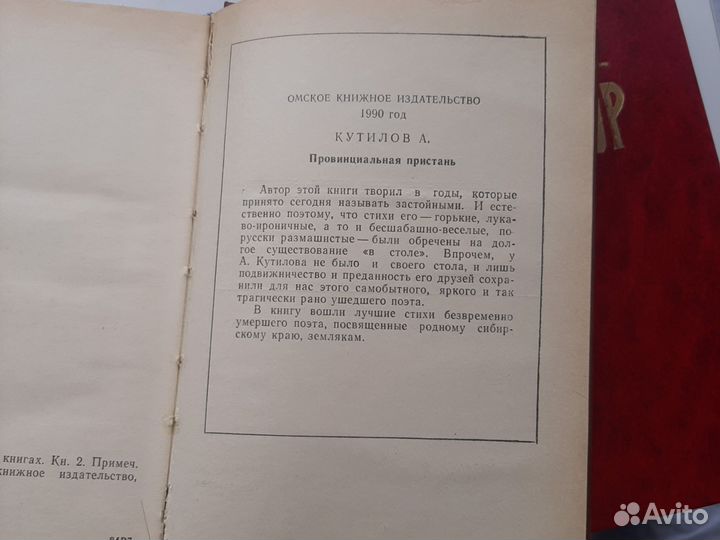 ОМСКОЕ КНИЖНОЕ ИЗДАТЕЛЬСТВО
1990 год
КУТИЛОВ А.
Провинциальная пристань
Автор этой книги творил в годы, которые
принято сегодня называть застойными. И есте-
ственно поэтому, что стихи его — горькие, лука-
во-ироничные, а то и бесшабашно-веселые, по-
русски размашистые — были обречены на дол-
гое существование «в столе». Впрочем, у
А. Кутилова не было и своего стола, и лишь
подвижничество и преданность его друзей сохра-
нили для нас этого самобытного, яркого и так
трагически рано ушедшего поэта.
В книгу вошли лучшие стихи безвременно
умершего поэта, посвященные родному сибир-
скому краю, землякам.
книгах. Кн. 2. Примеч.
книжное издательство,
Avito